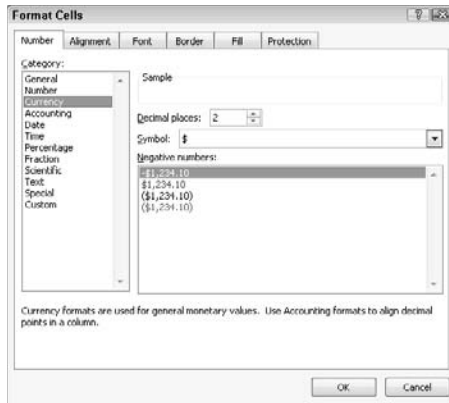 Format Cells
Number Alignment Font Border Fill Protection
Category:
General
Number
Currency
Accounting
Date
Time
Percentage
Fraction
Scientific
Text
Special
Custom
Sample
Decimal places: 2
Symbol: $
Negative numbers:
-$1,234.10
$1,234.10
($1,234.10)
($1,234.10)
Currency formats are used for general monetary values. Use Accounting formats to align decimal
points in a column.
OK Cancel